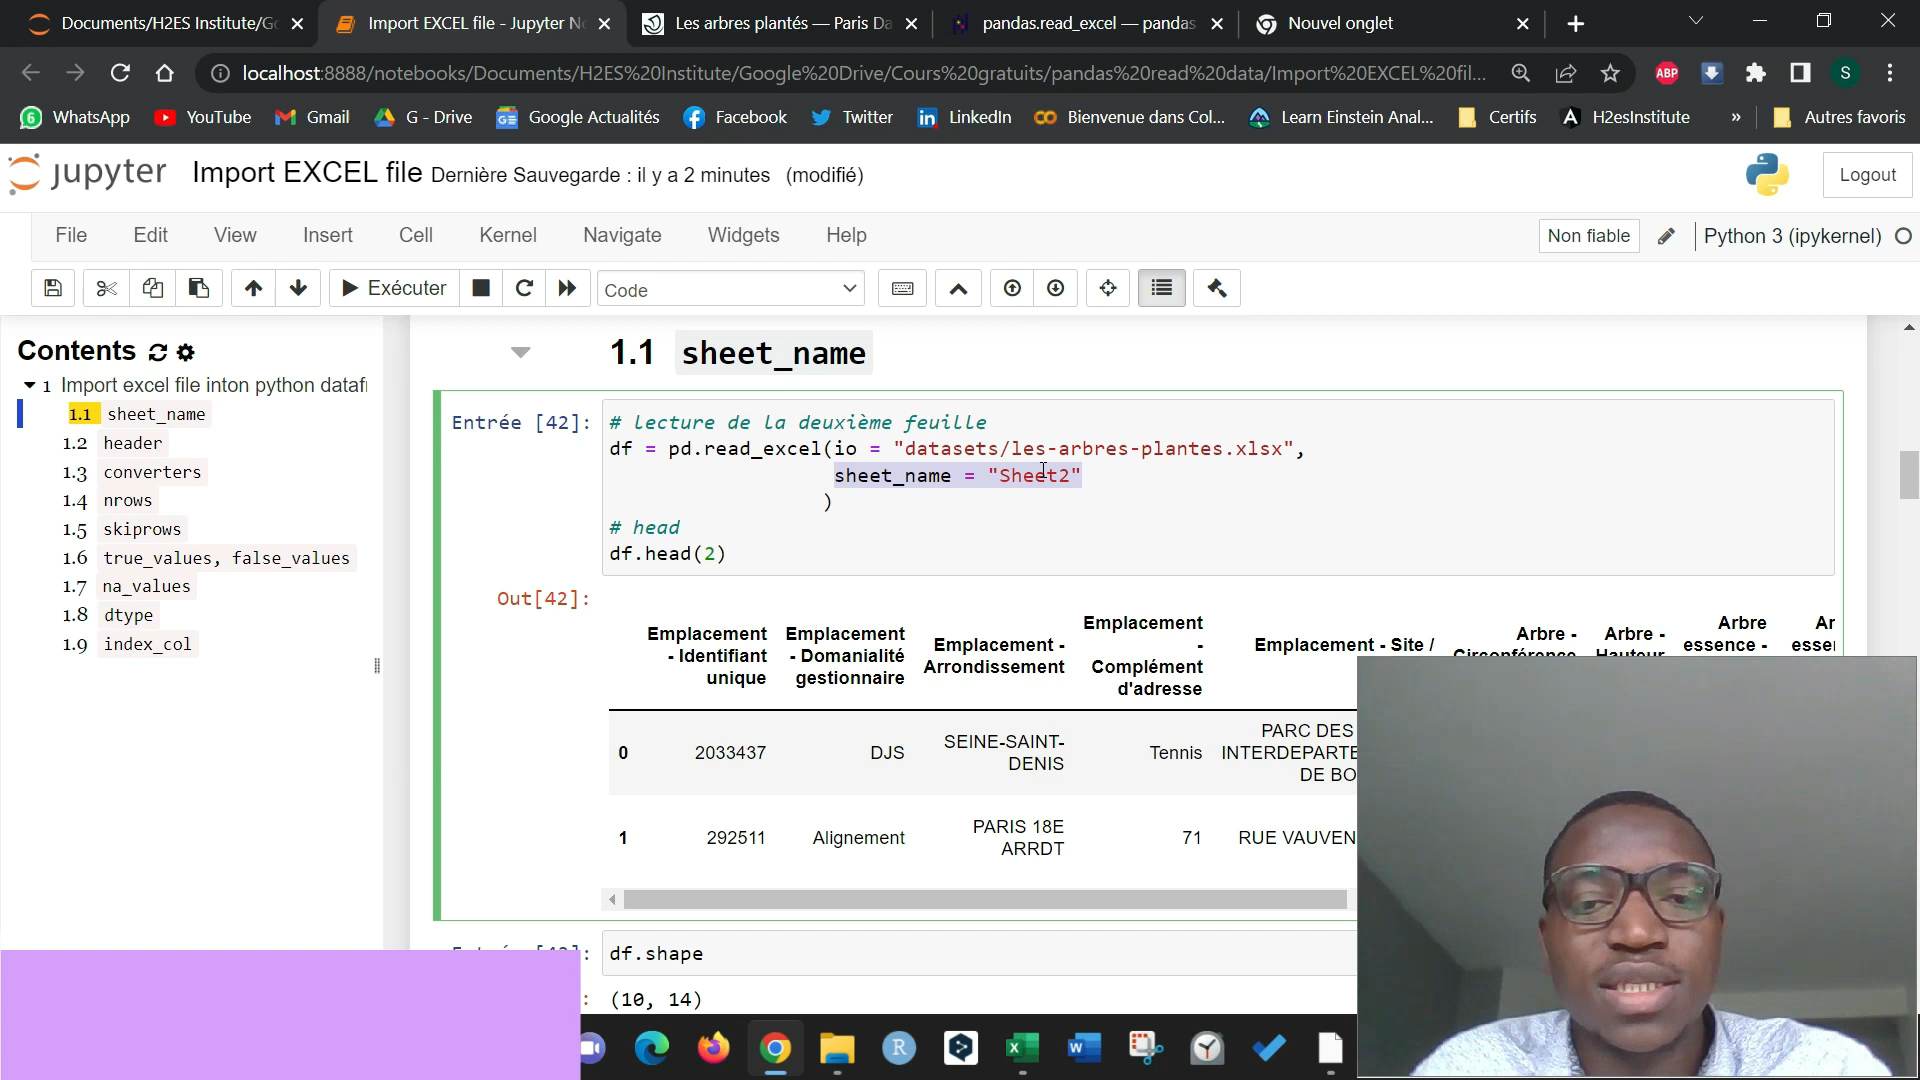 Documents/H2ES Institute/Go
Import EXCEL file - Jupyter No
Les arbres plantés — Paris Da
pandas.read_excel — pandas
Nouvel onglet
localhost:8888/notebooks/Documents/H2ES%20Institute/Google%20Drive/Cours%20gratuits/pandas%20read%20data/Import%20EXCEL%20fil...
ABP
S
WhatsApp
YouTube
Gmail
G - Drive
Google Actualités
Facebook
Twitter
LinkedIn
Bienvenue dans Col...
Learn Einstein Anal...
Certifs
H2esInstitute
»
Autres favoris
jupyter Import EXCEL file Dernière Sauvegarde : il y a 2 minutes (modifié)
Logout
File Edit View Insert Cell Kernel Navigate Widgets Help
Non fiable
Python 3 (ipykernel)
Exécuter
Code
Contents
1 Import excel file inton python datafi
1.1 sheet_name
1.2 header
1.3 converters
1.4 nrows
1.5 skiprows
1.6 true_values, false_values
1.7 na_values
1.8 dtype
1.9 index_col
1.1 sheet_name
Entrée [42]:
# lecture de la deuxième feuille
df = pd.read_excel(io = "datasets/les-arbres-plantes.xlsx",
sheet_name = "Sheet2"
)
# head
df.head(2)
Out[42]:
Emplacement - Identifiant unique
Emplacement - Domanialité gestionnaire
Emplacement - Arrondissement
Emplacement - Complément d'adresse
Emplacement - Site /
Arbre - Circonférence
Arbre - Hauteur
Arbre essence -
Ar essei
0 2033437 DJS SEINE-SAINT-DENIS Tennis PARC DES INTERDEPARTE DE BO
1 292511 Alignement PARIS 18E ARRDT 71 RUE VAUVEN
df.shape
: (10, 14)